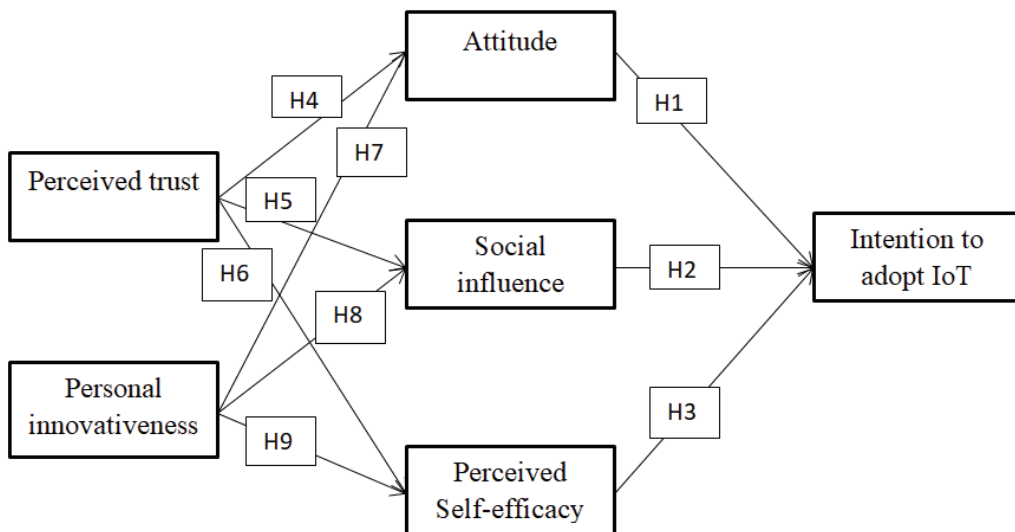 Attitude
H4
H1
H7
Perceived trust
H5
H6
Social
influence
H2
Intention to
adopt IoT
H8
Personal
innovativeness
H9
H3
Perceived
Self-efficacy